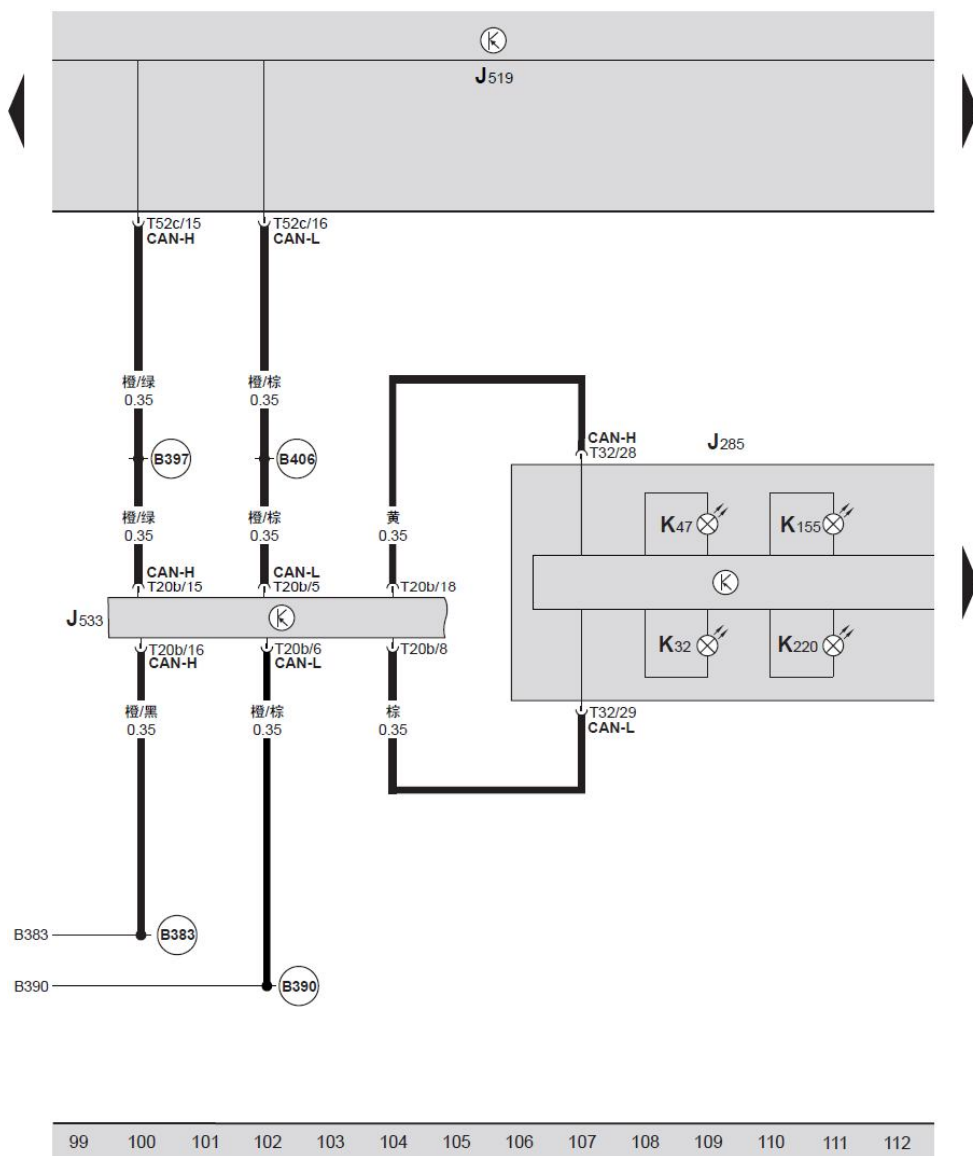 J519
T52c/15 T52c/16
CAN-H CAN-L
橙/绿 橙/棕
0.35 0.35
CAN-H J285
T32/28
B397 B406
橙/绿 橙/棕 黄
0.35 0.35 0.35
K47 K155
CAN-H CAN-L
T20b/15 T20b/5 T20b/18
J533
T20b/16 T20b/6 T20b/8
CAN-H CAN-L
K32 K220
橙/黑 橙/棕 棕 T32/29
0.35 0.35 0.35 CAN-L
B383 B383
B390 B390
99 100 101 102 103 104 105 106 107 108 109 110 111 112